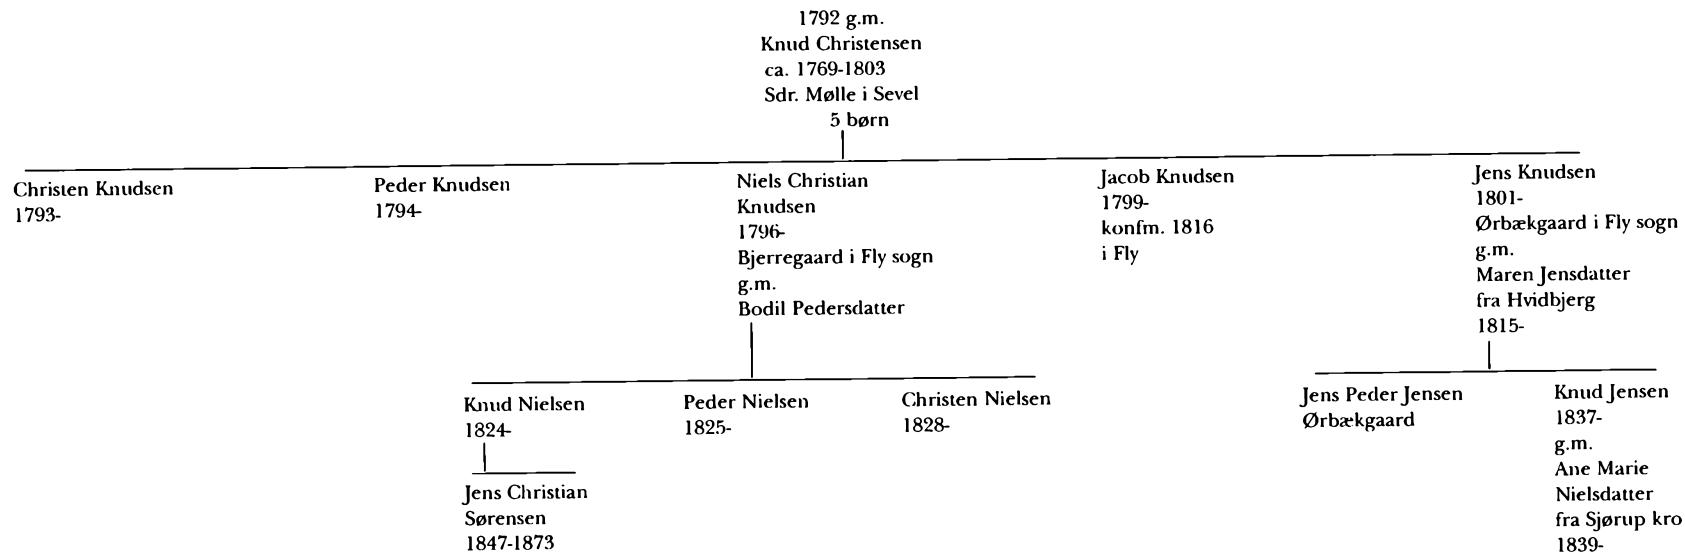 1792 g.m.
Knud Christensen
ca. 1769-1803
Sdr. Mølle i Sevel
5 børn
Christen Knudsen
1793-
Peder Knudsen
1794-
Niels Christian
Knudsen
1796-
Bjerregaard i Fly sogn
g.m.
Bodil Pedersdatter
Jacob Knudsen
1799-
konfm. 1816
i Fly
Jens Knudsen
1801-
Ørbækgaard i Fly sogn
g.m.
Maren Jensdatter
fra Hvidbjerg
1815-
Knud Nielsen
1824-
Peder Nielsen
1825-
Christen Nielsen
1828-
Jens Peder Jensen
Ørbækgaard
Knud Jensen
1837-
g.m.
Ane Marie
Nielsdatter
fra Sjørup kro
1839-
Jens Christian
Sørensen
1847-1873